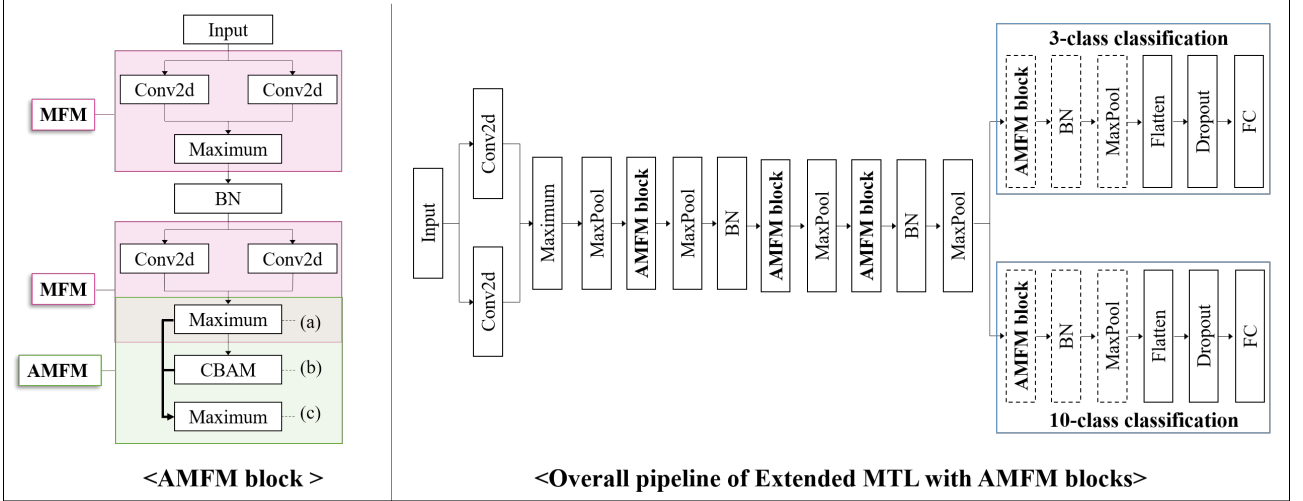 Input
Conv2d
Conv2d
MFM
Maximum
BN
Conv2d
Conv2d
MFM
Maximum
(a)
AMFM
CBAM
(b)
Maximum
(c)
<AMFM block >
Input
Conv2d
Conv2d
Maximum
MaxPool
AMFM block
MaxPool
BN
AMFM block
MaxPool
AMFM block
BN
MaxPool
3-class classification
AMFM block
BN
MaxPool
Flatten
Dropout
FC
AMFM block
BN
MaxPool
Flatten
Dropout
FC
10-class classification
<Overall pipeline of Extended MTL with AMFM blocks>